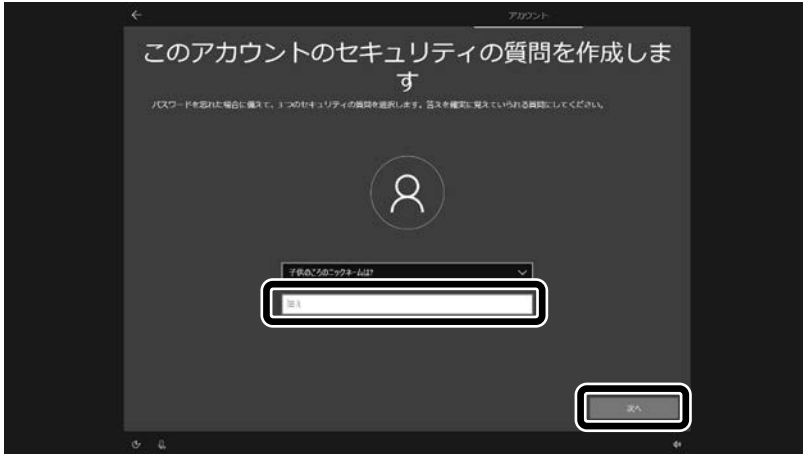 アカウント
このアカウントのセキュリティの質問を作成しま
す
パスワードを忘れた場合に備えて、3 つのセキュリティの質問を選択します。答えを確実に覚えていられる質問にしてください。
子供のころのニックネームは?
答え
次へ